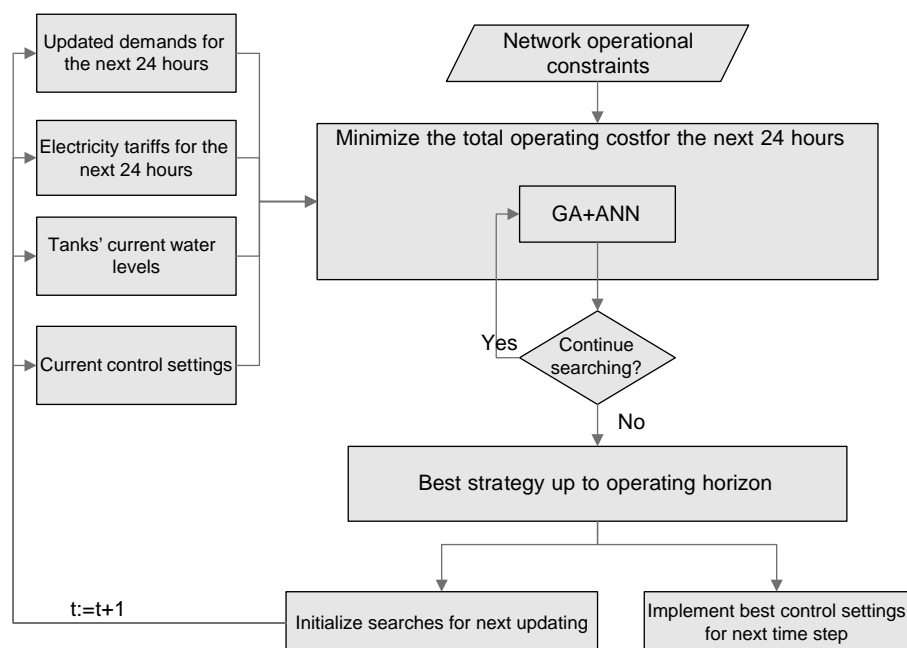 Updated demands for
the next 24 hours
Electricity tariffs for the
next 24 hours
Tanks’ current water
levels
Current control settings
Network operational
constraints
Minimize the total operating costfor the next 24 hours
GA+ANN
Yes
Continue
searching?
No
Best strategy up to operating horizon
t:=t+1
Initialize searches for next updating
Implement best control settings
for next time step